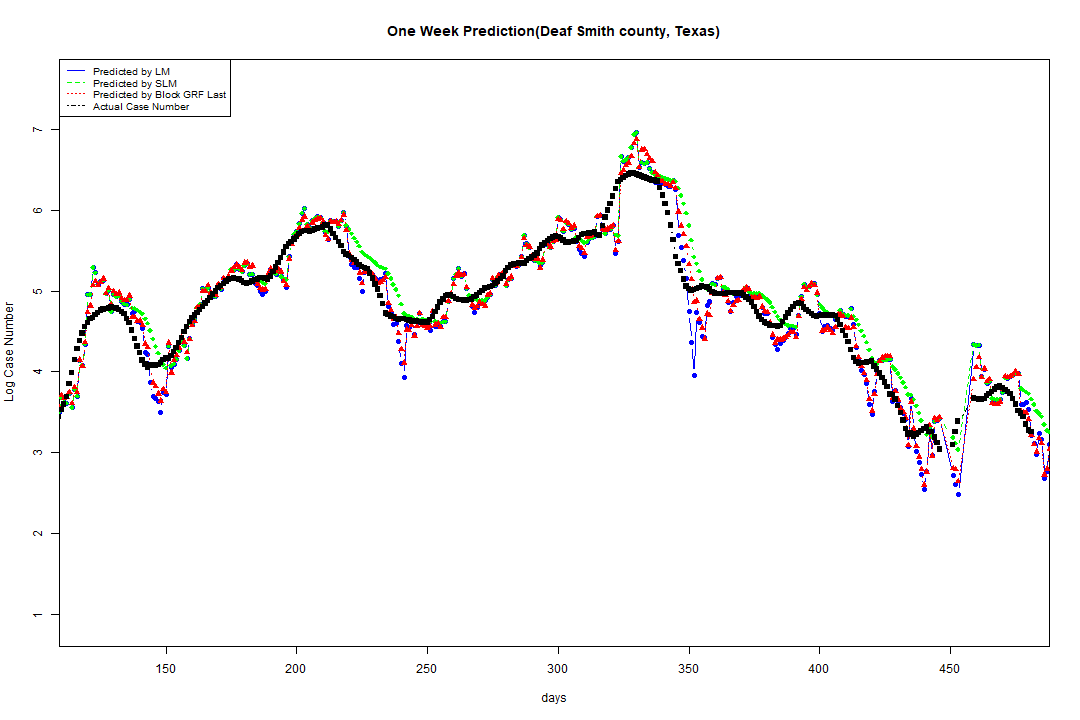 One Week Prediction(Deaf Smith county, Texas)
Predicted by LM
Predicted by SLM
Predicted by Block GRF Last
Actual Case Number
7
6
5
4
3
2
1
Log Case Number
150 200 250 300 350 400 450
days